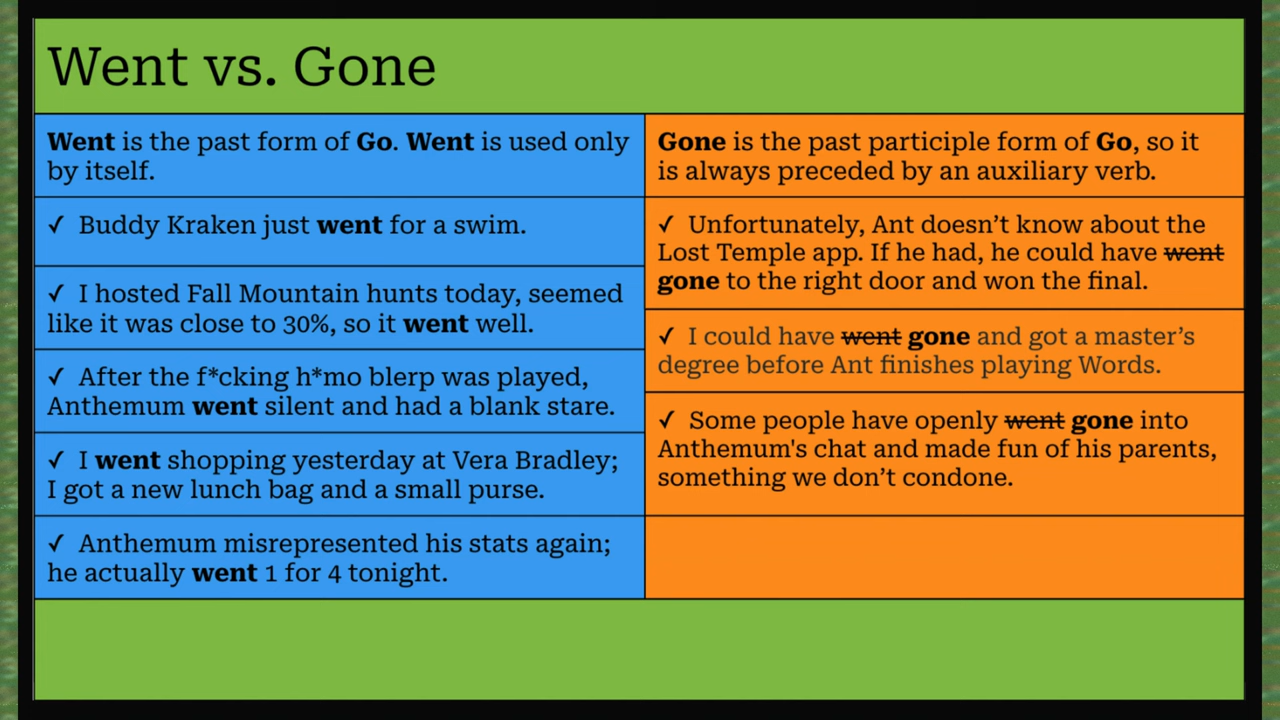 Went vs. Gone
Went is the past form of Go. Went is used only
by itself.
✓ Buddy Kraken just went for a swim.
✓ I hosted Fall Mountain hunts today, seemed
like it was close to 30%, so it went well.
✓ After the f*cking h*mo blerp was played,
Anthemum went silent and had a blank stare.
✓ I went shopping yesterday at Vera Bradley;
I got a new lunch bag and a small purse.
✓ Anthemum misrepresented his stats again;
he actually went 1 for 4 tonight.
Gone is the past participle form of Go, so it
is always preceded by an auxiliary verb.
✓ Unfortunately, Ant doesn’t know about the
Lost Temple app. If he had, he could have went
gone to the right door and won the final.
✓ I could have went gone and got a master’s
degree before Ant finishes playing Words.
✓ Some people have openly went gone into
Anthemum's chat and made fun of his parents,
something we don’t condone.